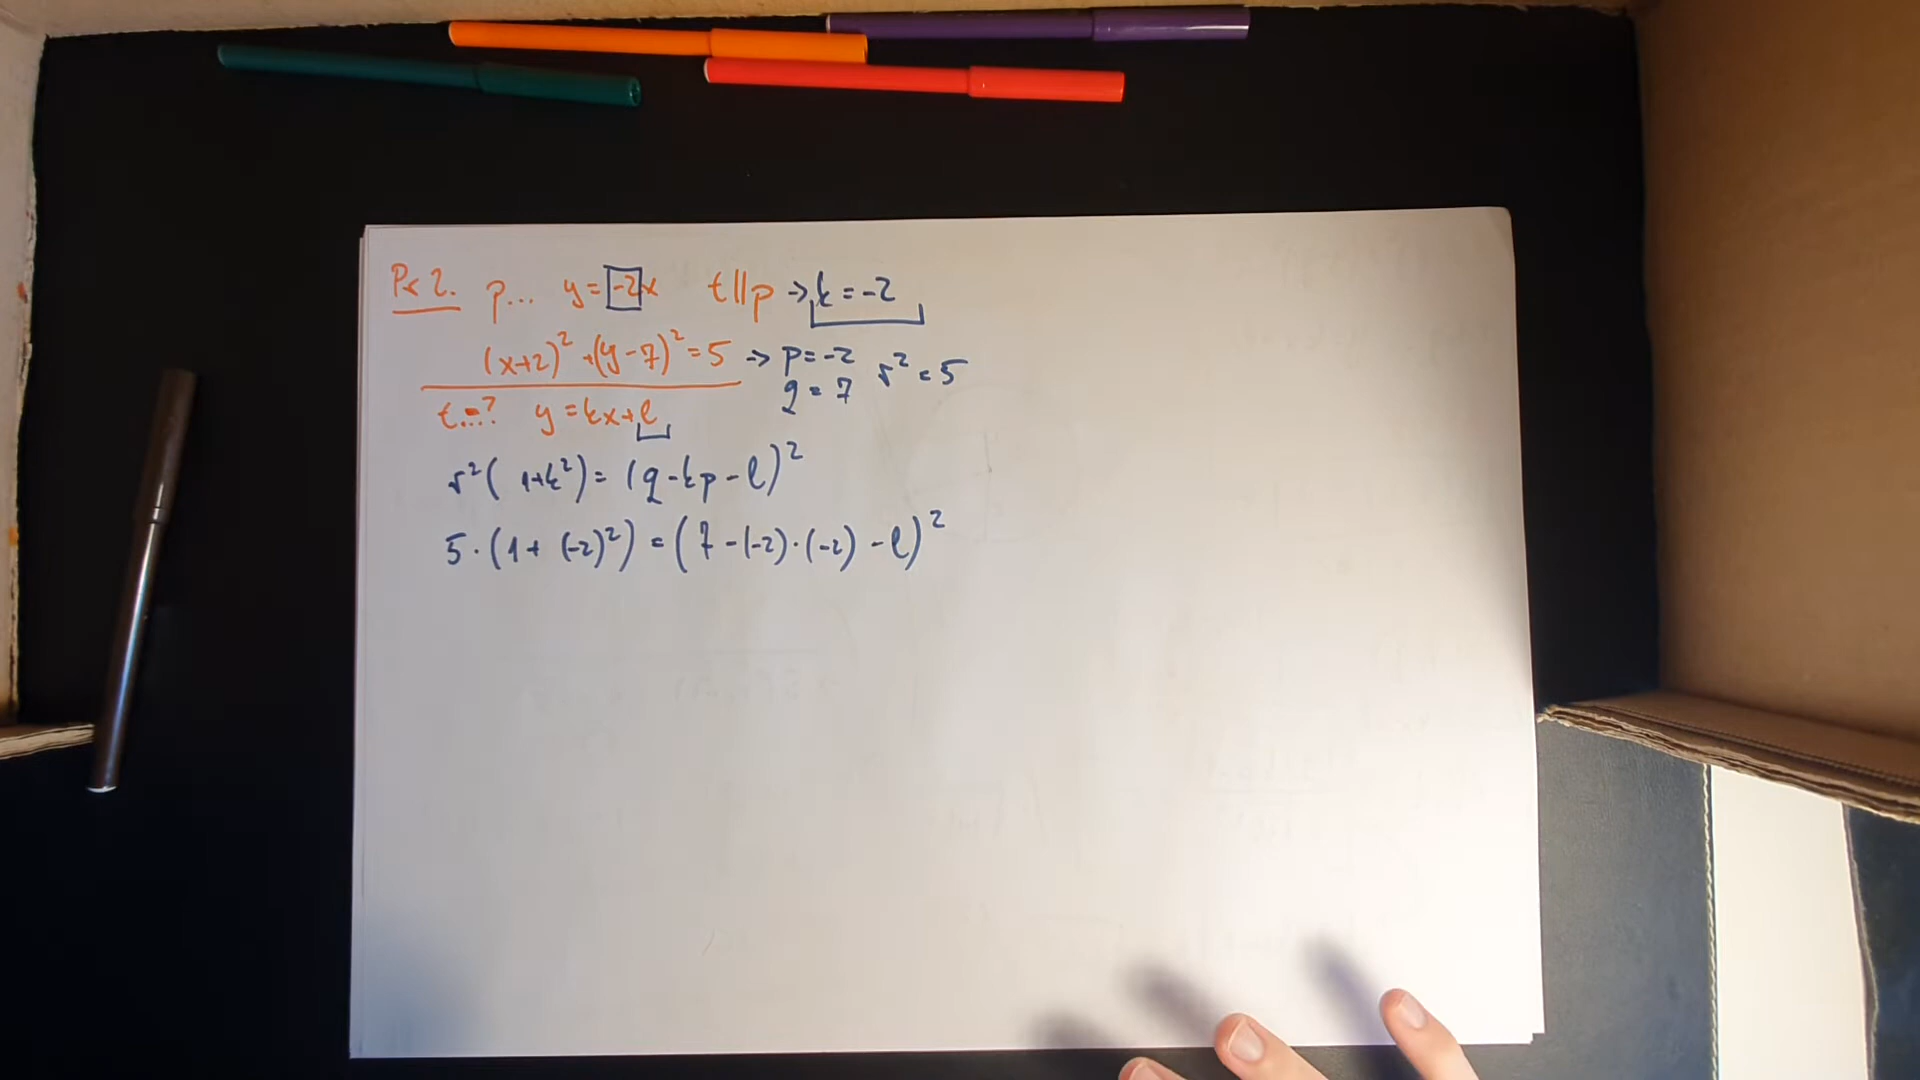 Pr 2. p... y=-2x t||p → k=-2
(x+2)² + (y-7)² = 5 → p=-2 r²=5
q=7
t...? y=kx+l
r²(1+k²) = (q-kp-l)²
5·(1+(-2)²) = (7-(-2)·(-2)-l)²